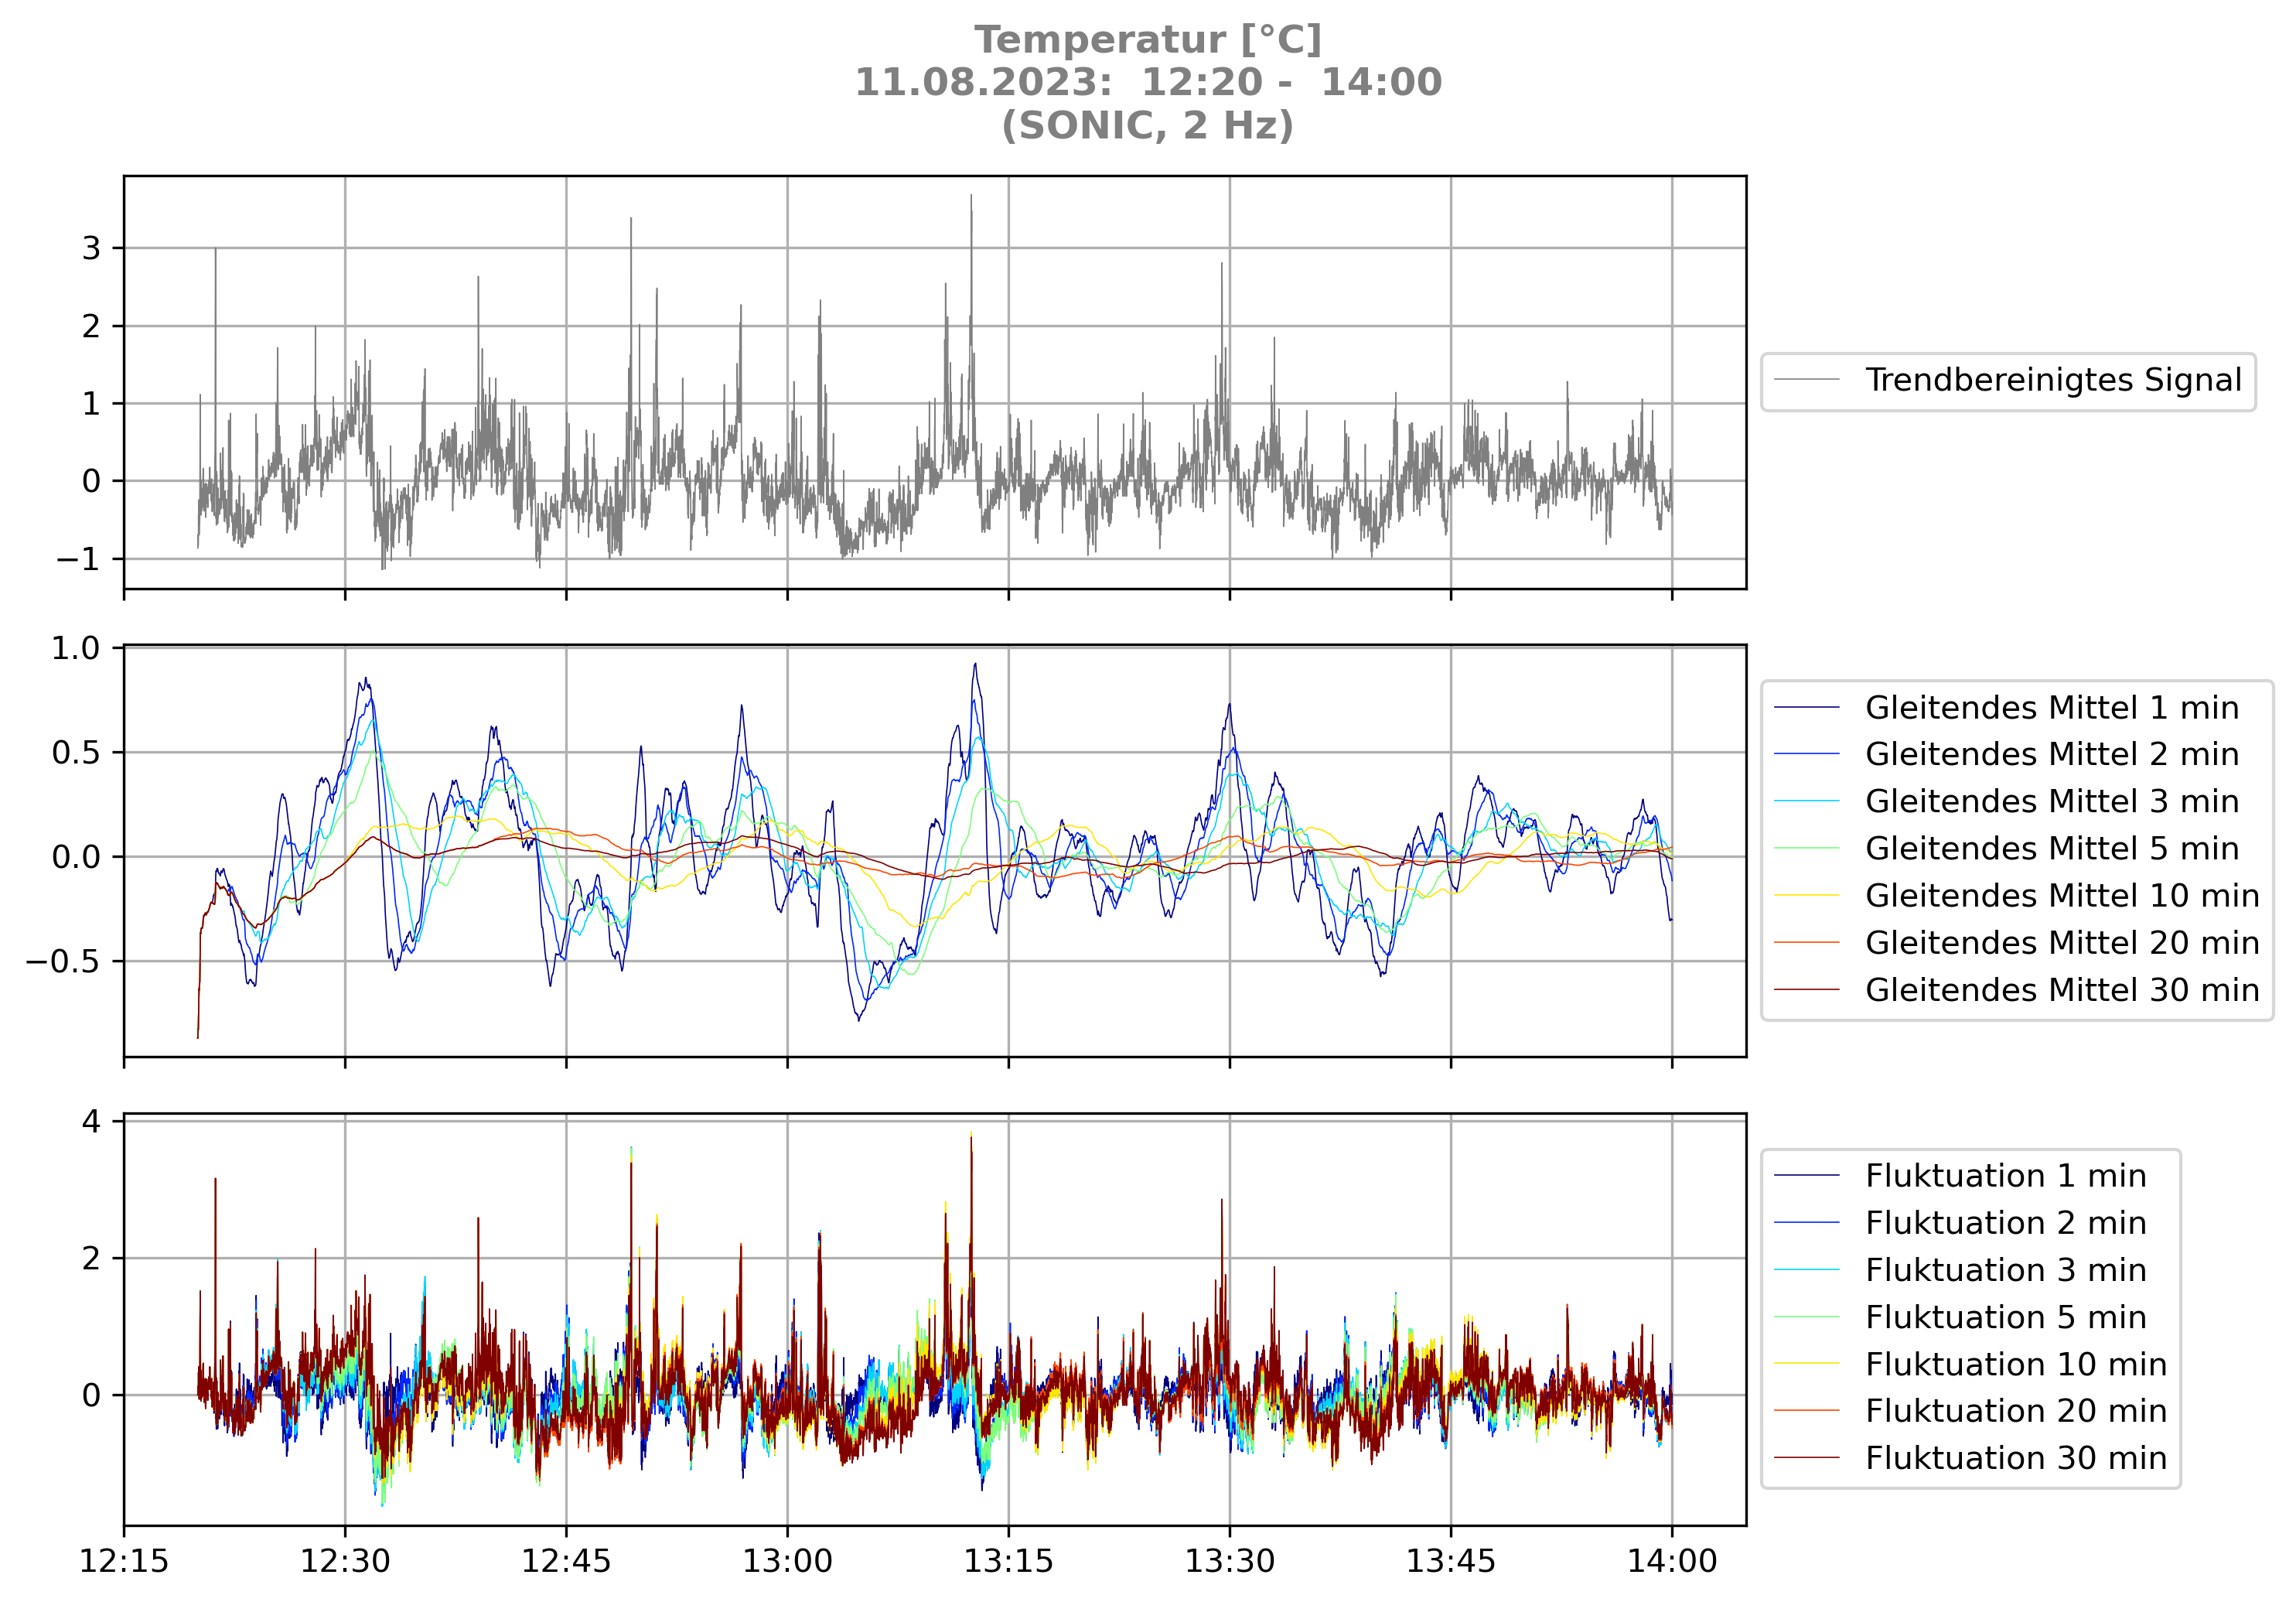 Temperatur [°C]
11.08.2023:  12:20 -  14:00
(SONIC, 2 Hz)
3
2
1
0
−1
Trendbereinigtes Signal
1.0
0.5
0.0
−0.5
Gleitendes Mittel 1 min
Gleitendes Mittel 2 min
Gleitendes Mittel 3 min
Gleitendes Mittel 5 min
Gleitendes Mittel 10 min
Gleitendes Mittel 20 min
Gleitendes Mittel 30 min
4
2
0
Fluktuation 1 min
Fluktuation 2 min
Fluktuation 3 min
Fluktuation 5 min
Fluktuation 10 min
Fluktuation 20 min
Fluktuation 30 min
12:15 12:30 12:45 13:00 13:15 13:30 13:45 14:00